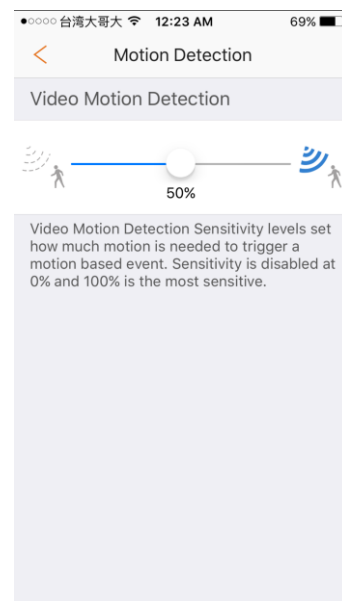 台湾大哥大 12:23 AM 69%
Motion Detection
Video Motion Detection
50%
Video Motion Detection Sensitivity levels set
how much motion is needed to trigger a
motion based event. Sensitivity is disabled at
0% and 100% is the most sensitive.